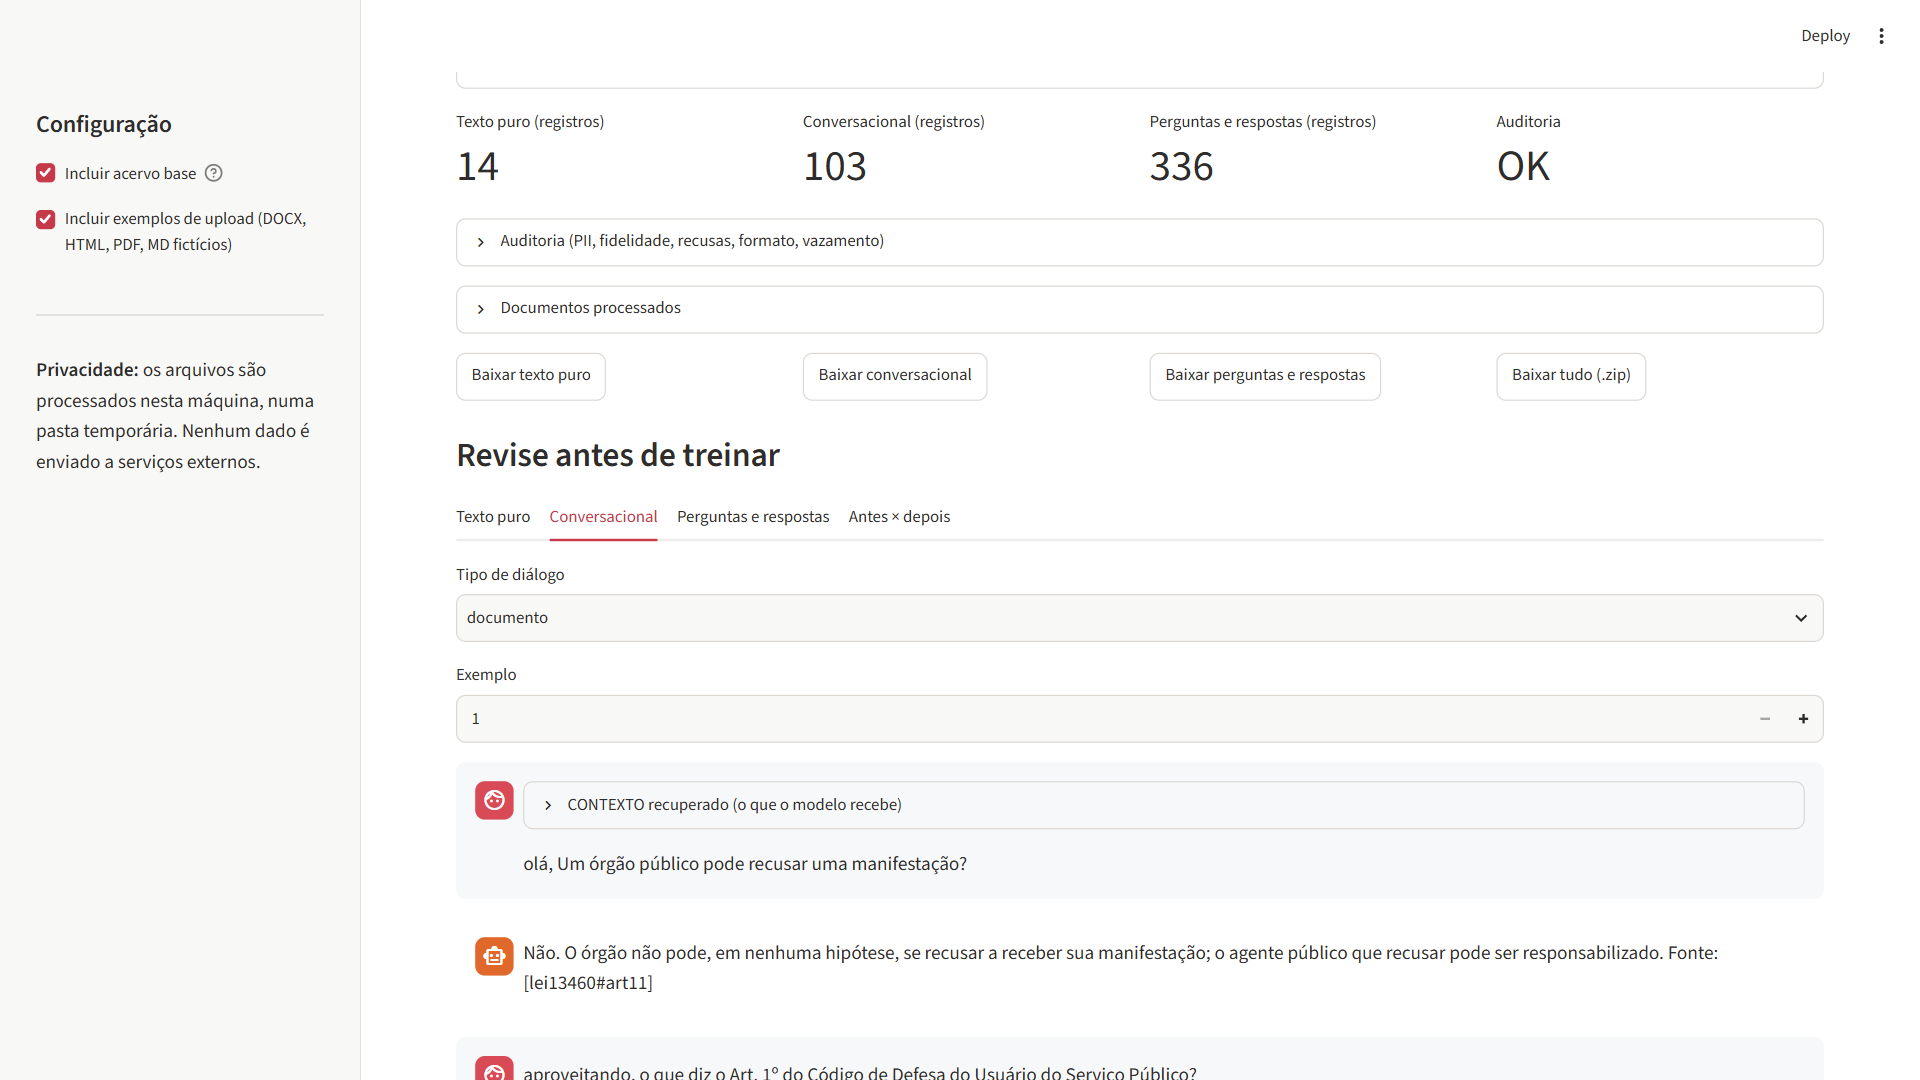 Deploy
Configuração
Incluir acervo base
Incluir exemplos de upload (DOCX,
HTML, PDF, MD fictícios)
Privacidade: os arquivos são
processados nesta máquina, numa
pasta temporária. Nenhum dado é
enviado a serviços externos.
Texto puro (registros)
14
Conversacional (registros)
103
Perguntas e respostas (registros)
336
Auditoria
OK
Auditoria (PII, fidelidade, recusas, formato, vazamento)
Documentos processados
Baixar texto puro
Baixar conversacional
Baixar perguntas e respostas
Baixar tudo (.zip)
Revise antes de treinar
Texto puro
Conversacional
Perguntas e respostas
Antes × depois
Tipo de diálogo
documento
Exemplo
1
CONTEXTO recuperado (o que o modelo recebe)
olá, Um órgão público pode recusar uma manifestação?
Não. O órgão não pode, em nenhuma hipótese, se recusar a receber sua manifestação; o agente público que recusar pode ser responsabilizado. Fonte:
[lei13460#art11]
aproveitando, o que diz o Art. 1º do Código de Defesa do Usuário do Serviço Público?